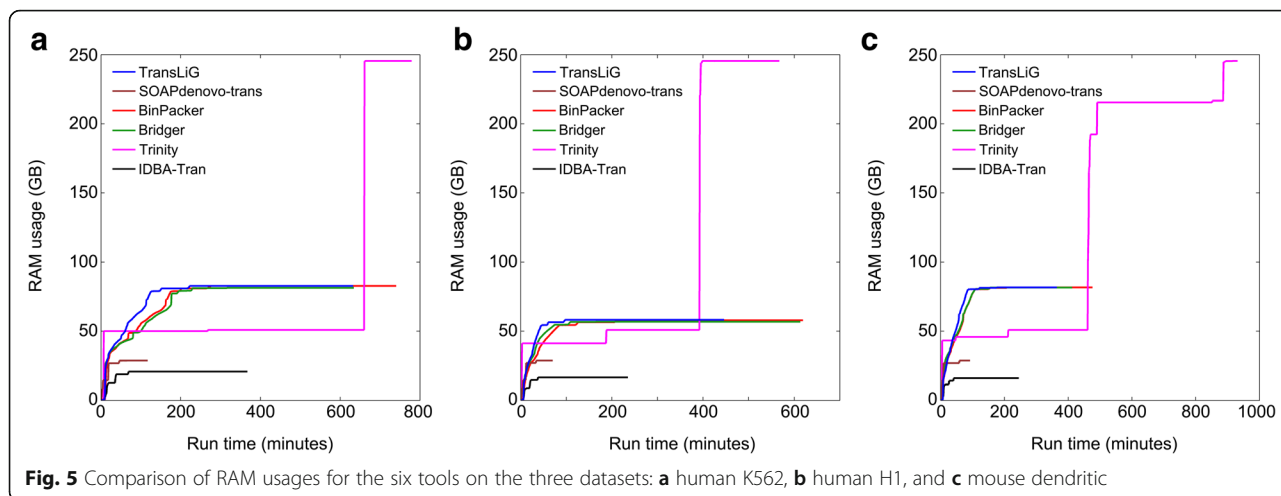 a
250
200
150
100
50
0
RAM usage (GB)
TransLiG
SOAPdenovo-trans
BinPacker
Bridger
Trinity
IDBA-Tran
0 200 400 600 800
Run time (minutes)
b
250
200
150
100
50
0
RAM usage (GB)
TransLiG
SOAPdenovo-trans
BinPacker
Bridger
Trinity
IDBA-Tran
0 200 400 600
Run time (minutes)
c
250
200
150
100
50
0
RAM usage (GB)
TransLiG
SOAPdenovo-trans
BinPacker
Bridger
Trinity
IDBA-Tran
0 200 400 600 800 1000
Run time (minutes)
Fig. 5 Comparison of RAM usages for the six tools on the three datasets: a human K562, b human H1, and c mouse dendritic